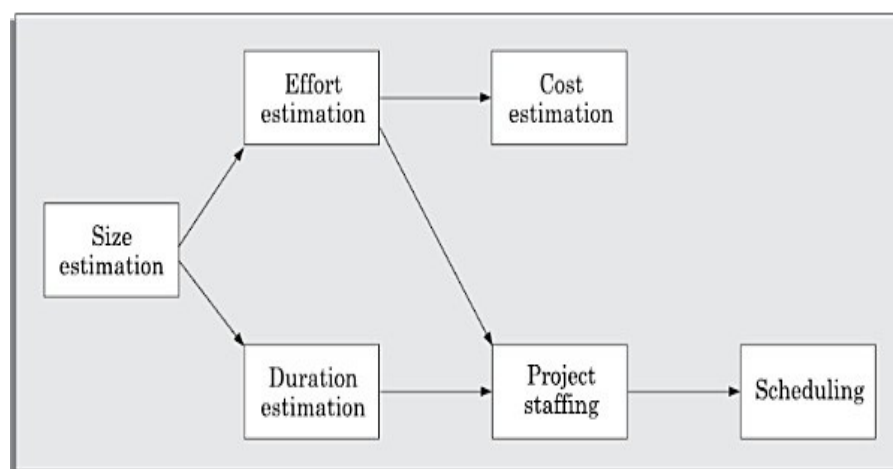 Effort
estimation
Cost
estimation
Size
estimation
Duration
estimation
Project
staffing
Scheduling